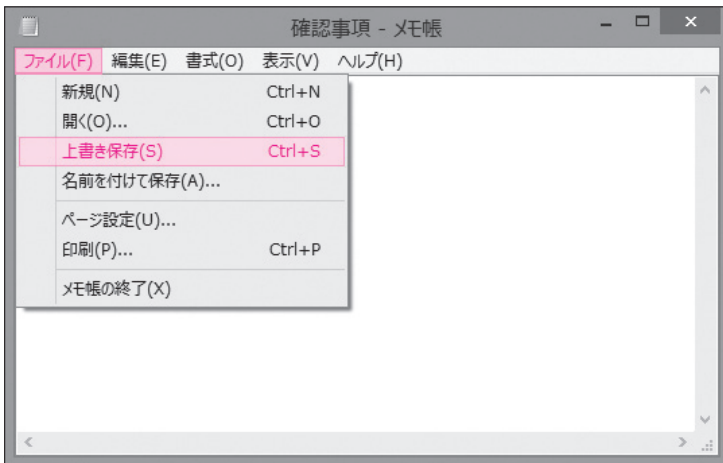 確認事項 - メモ帳
ファイル(F) 編集(E) 書式(O) 表示(V) ヘルプ(H)
新規(N) Ctrl+N
開く(O)... Ctrl+O
上書き保存(S) Ctrl+S
名前を付けて保存(A)...
ページ設定(U)...
印刷(P)... Ctrl+P
メモ帳の終了(X)